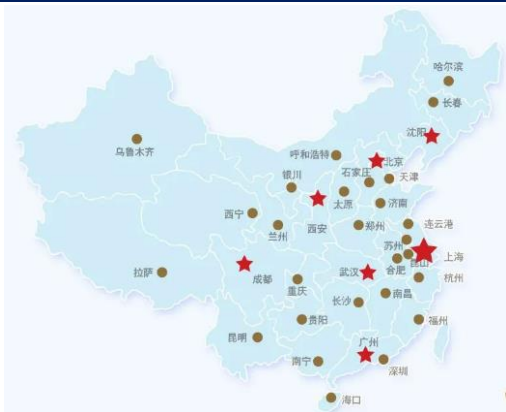 哈尔滨
长春
沈阳
乌鲁木齐
呼和浩特
北京
石家庄
天津
银川
太原
济南
西宁
西安
兰州
郑州
连云港
苏州
上海
昆山
合肥
拉萨
成都
武汉
杭州
重庆
南昌
长沙
贵阳
福州
昆明
广州
南宁
深圳
海口